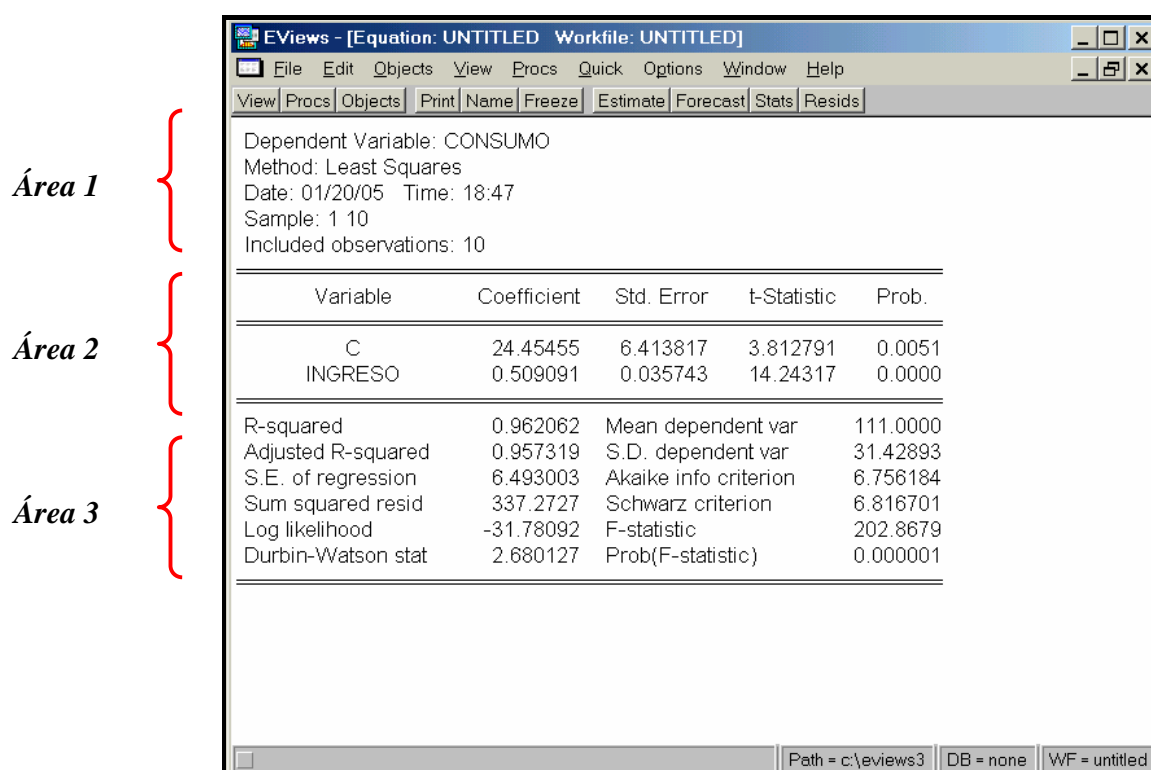 EViews - [Equation: UNTITLED Workfile: UNTITLED]
File Edit Objects View Procs Quick Options Window Help
View Procs Objects Print Name Freeze Estimate Forecast Stats Resids
Área 1
Dependent Variable: CONSUMO
Method: Least Squares
Date: 01/20/05 Time: 18:47
Sample: 1 10
Included observations: 10
Área 2
Variable Coefficient Std. Error t-Statistic Prob.
C 24.45455 6.413817 3.812791 0.0051
INGRESO 0.509091 0.035743 14.24317 0.0000
Área 3
R-squared 0.962062 Mean dependent var 111.0000
Adjusted R-squared 0.957319 S.D. dependent var 31.42893
S.E. of regression 6.493003 Akaike info criterion 6.756184
Sum squared resid 337.2727 Schwarz criterion 6.816701
Log likelihood -31.78092 F-statistic 202.8679
Durbin-Watson stat 2.680127 Prob(F-statistic) 0.000001
Path = c:\eviews3 DB = none WF = untitled